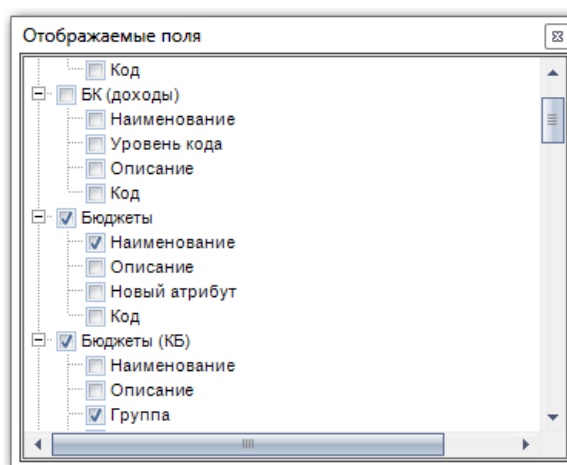 Отображаемые поля
Код
БК (доходы)
Наименование
Уровень кода
Описание
Код
Бюджеты
Наименование
Описание
Новый атрибут
Код
Бюджеты (КБ)
Наименование
Описание
Группа